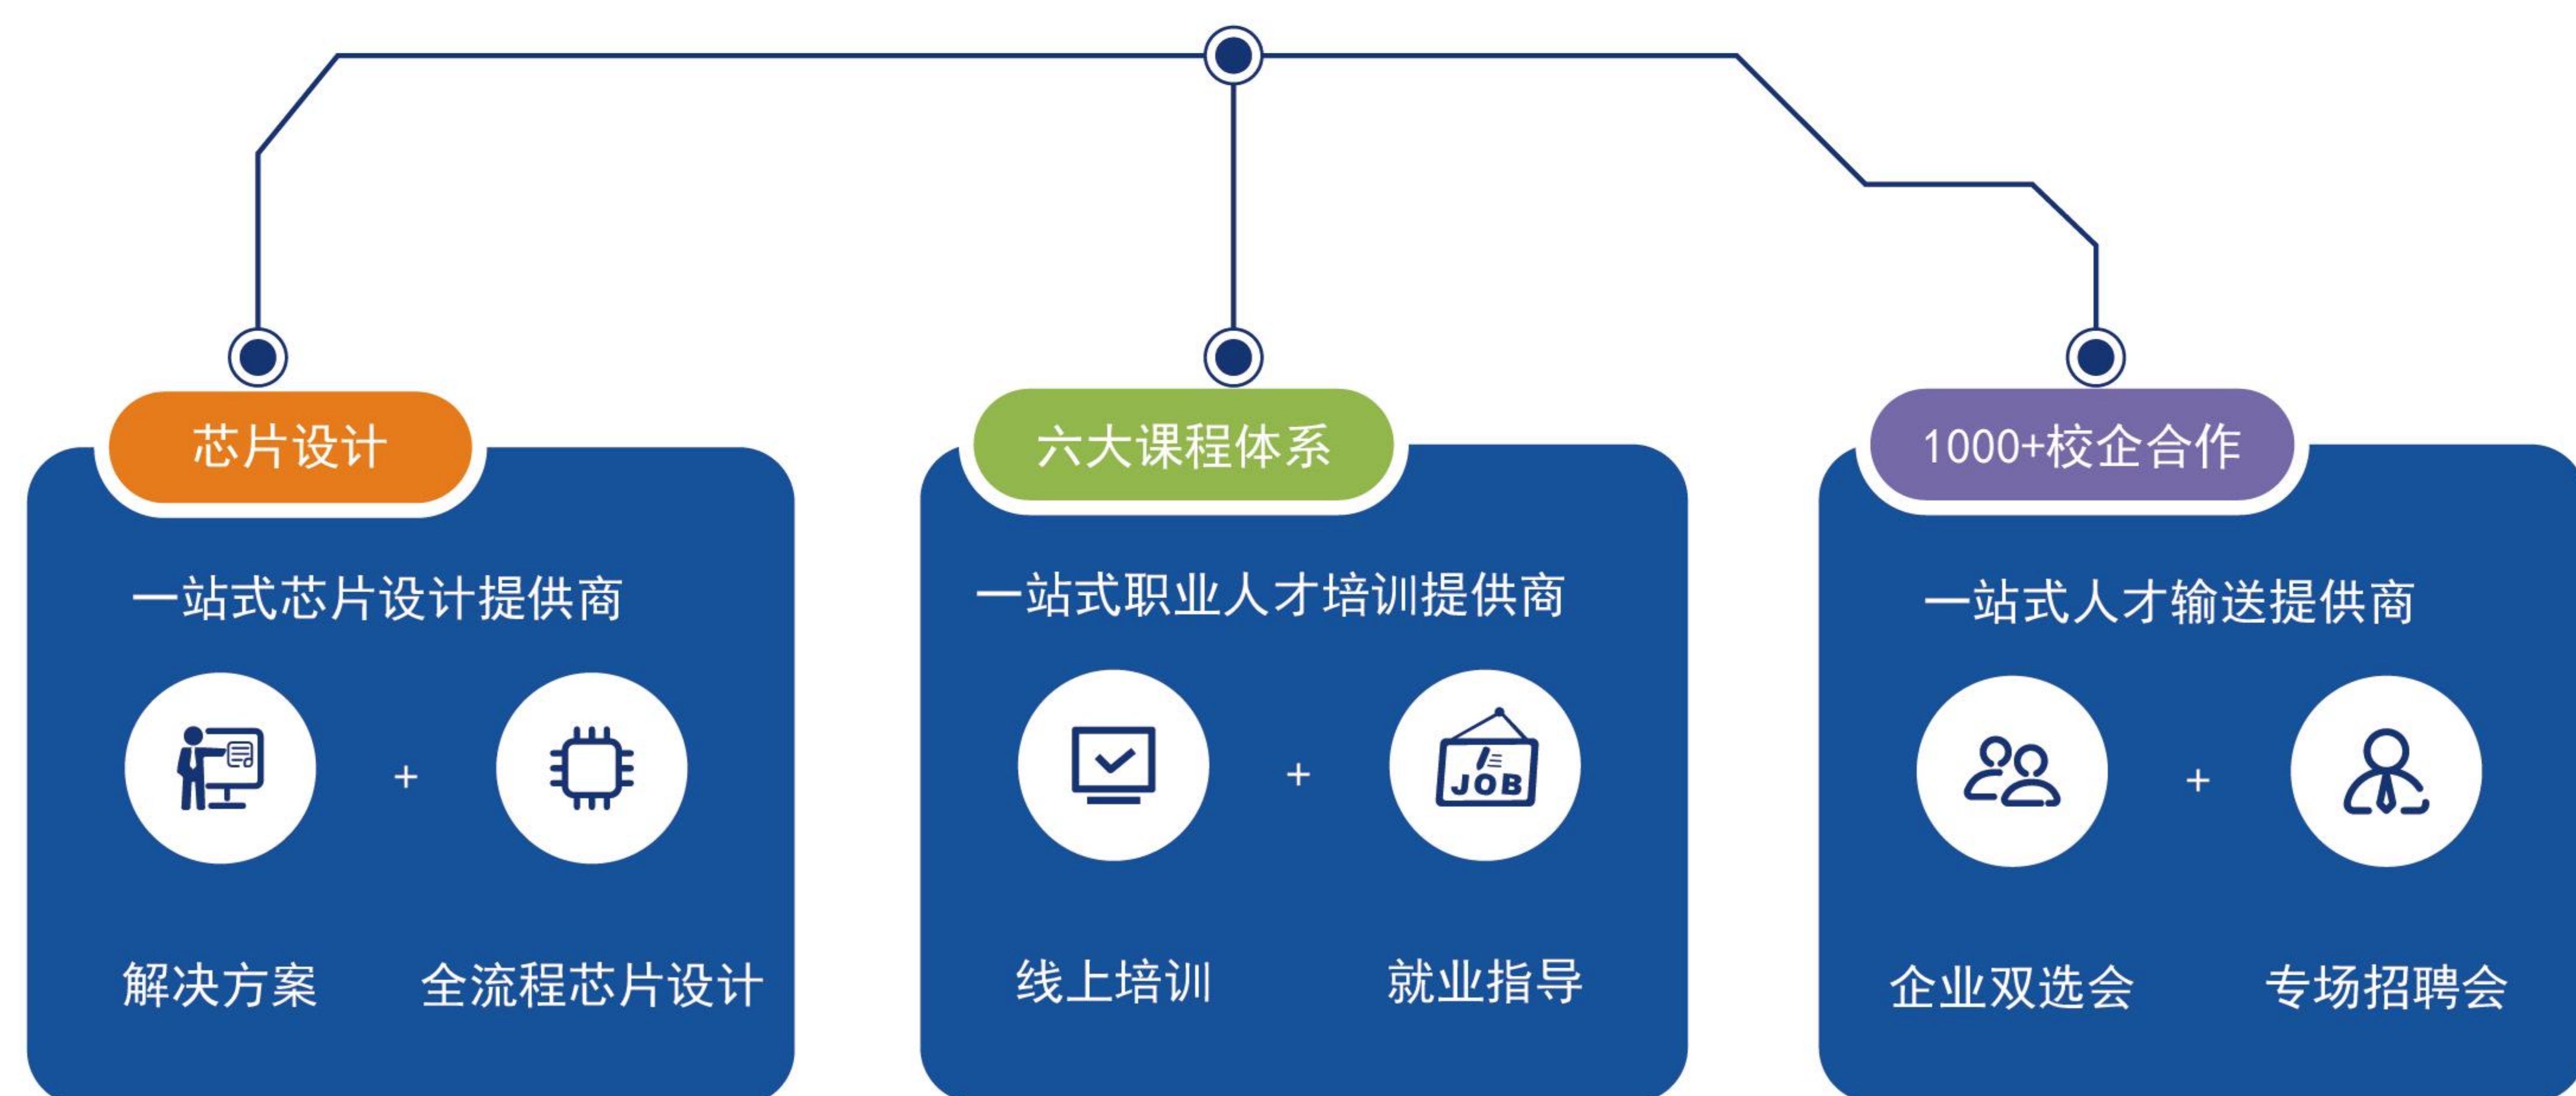 芯片设计
一站式芯片设计提供商
+
解决方案
全流程芯片设计
六大课程体系
一站式职业人才培训提供商
JOB
+
线上培训
就业指导
1000+校企合作
一站式人才输送提供商
+
企业双选会
专场招聘会